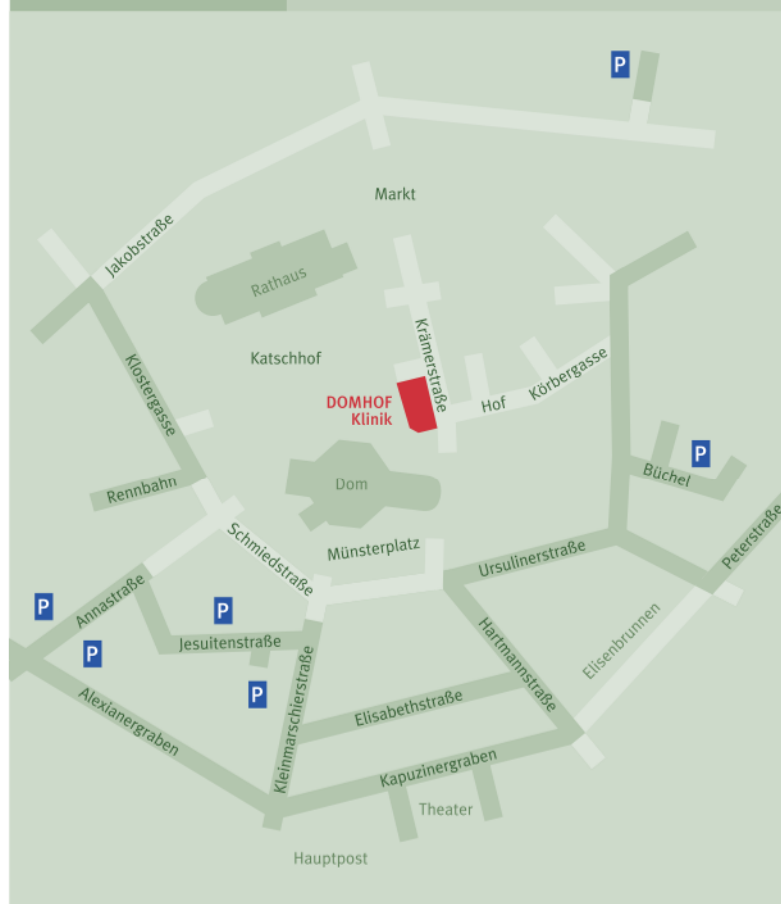 P
Markt
Jakobstraße
Rathaus
Krämerstraße
Katschhof
Klostergasse
DOMHOF
Klinik
Hof
Körbergasse
P
Büchel
Rennbahn
Dom
Peterstraße
Schmiedstraße
Münsterplatz
Ursulinerstraße
Annastraße
P
P
P
Jesuitenstraße
P
Elisenbrunnen
Hartmannstraße
Alexianergraben
Kleinmarschierstraße
Elisabethstraße
Kapuzinergraben
Theater
Hauptpost